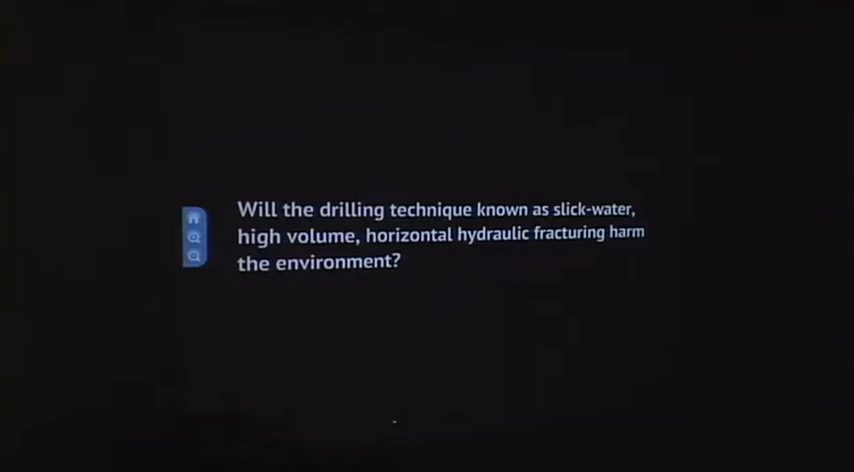 Will the drilling technique known as slick-water,
high volume, horizontal hydraulic fracturing harm
the environment?